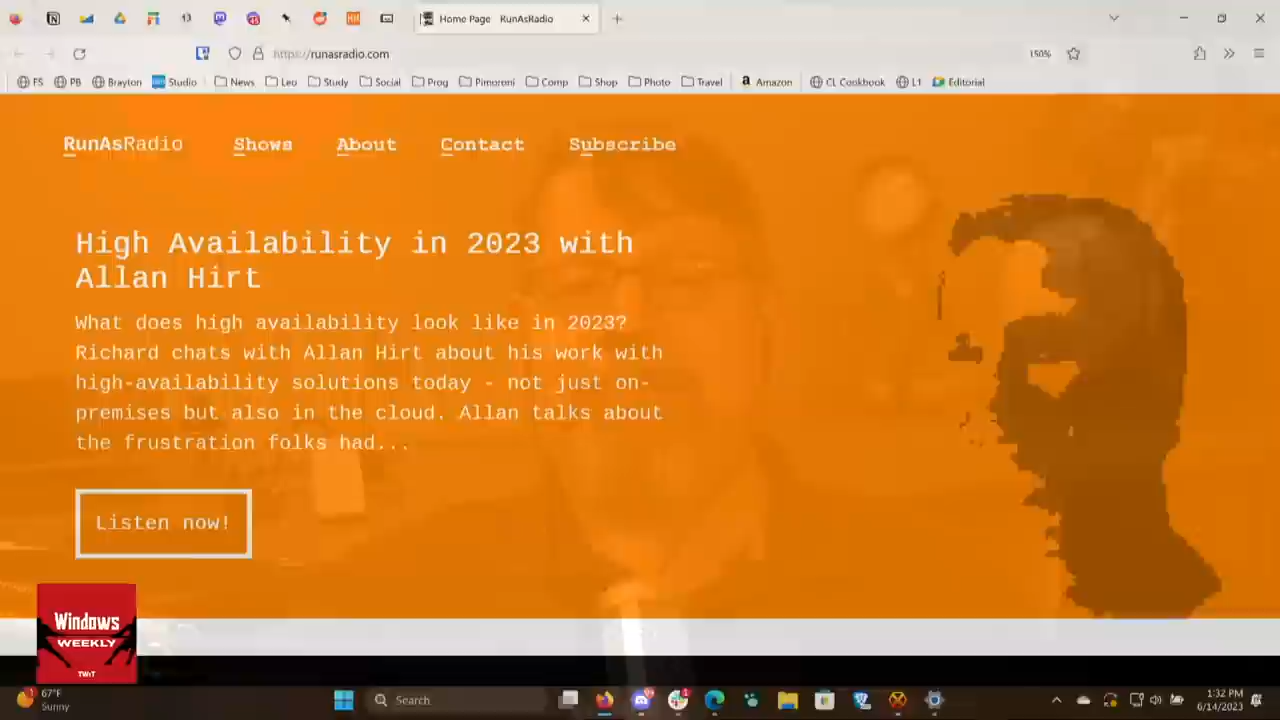 13
Home Page RunAsRadio
https://runasradio.com
150%
FS PB Brayton Studio News Leo Study Social Prog Pimoroni Comp Shop Photo Travel Amazon CL Cookbook L1 Editorial
RunAsRadio Shows About Contact Subscribe
High Availability in 2023 with
Allan Hirt
What does high availability look like in 2023?
Richard chats with Allan Hirt about his work with
high-availability solutions today - not just on-
premises but also in the cloud. Allan talks about
the frustration folks had...
Listen now!
Windows
WEEKLY
TWiT
67°F
Sunny
Search
1:32 PM
6/14/2023